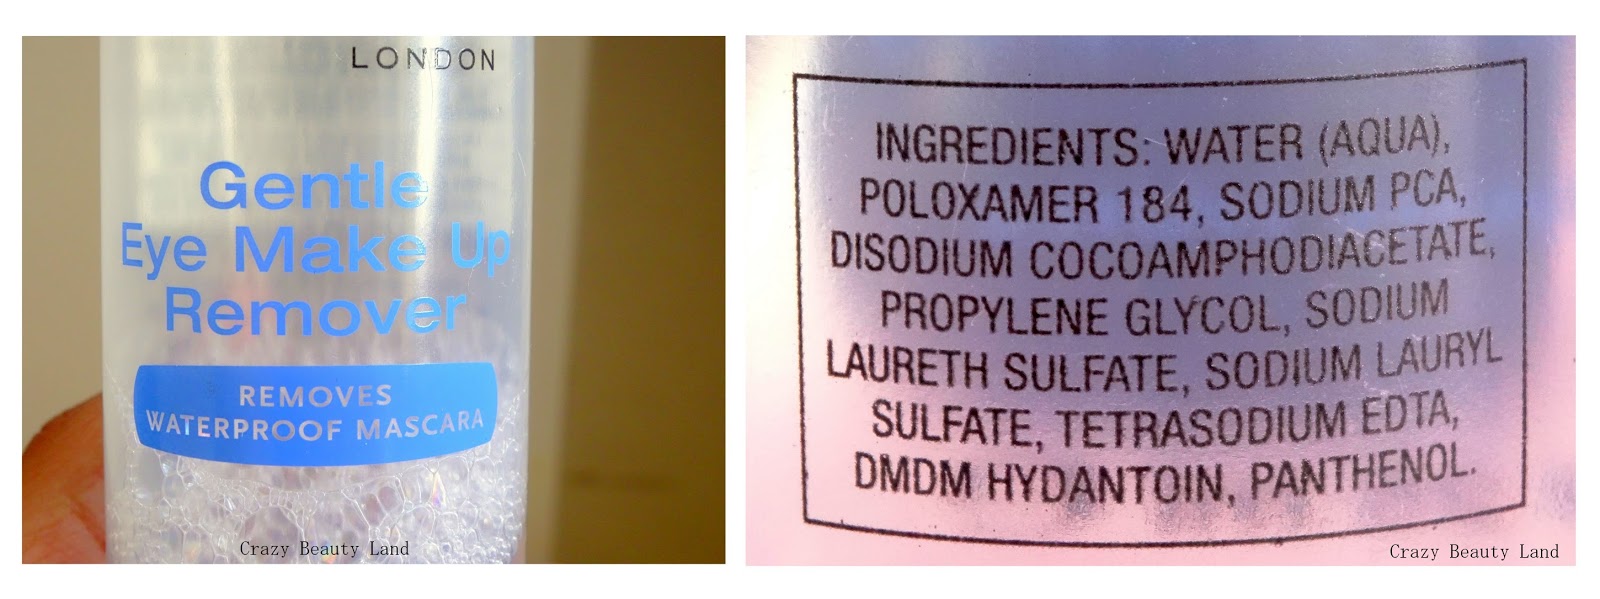 LONDON
Gentle
Eye Make Up
Remover
REMOVES
WATERPROOF MASCARA
Crazy Beauty Land
INGREDIENTS: WATER (AQUA),
POLOXAMER 184, SODIUM PCA,
DISODIUM COCOAMPHODIACETATE,
PROPYLENE GLYCOL, SODIUM
LAURETH SULFATE, SODIUM LAURYL
SULFATE, TETRASODIUM EDTA,
DMDM HYDANTOIN, PANTHENOL.
Crazy Beauty Land